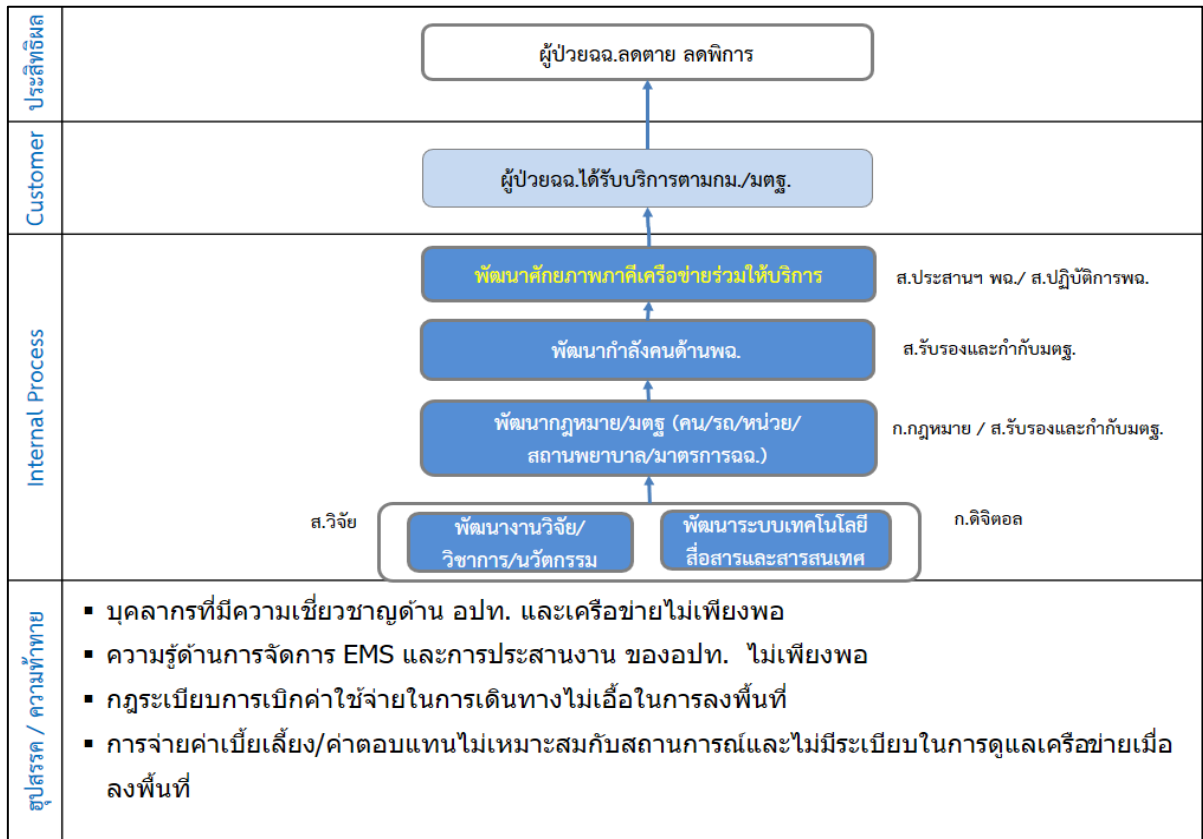 ประสิทธิผล
ผู้ป่วยฉฉ.ลดตาย ลดพิการ
Customer
ผู้ป่วยฉฉ.ได้รับบริการตามกม./มตฐ.
Internal Process
พัฒนาศักยภาพภาคีเครือข่ายร่วมให้บริการ
ส.ประสานฯ พฉ./ ส.ปฏิบัติการพฉ.
พัฒนากำลังคนด้านพฉ.
ส.รับรองและกำกับมตฐ.
พัฒนากฎหมาย/มตฐ (คน/รถ/หน่วย/
สถานพยาบาล/มาตรการฉฉ.)
ก.กฎหมาย / ส.รับรองและกำกับมตฐ.
ส.วิจัย
พัฒนางานวิจัย/
วิชาการ/นวัตกรรม
พัฒนาระบบเทคโนโลยี
สื่อสารและสารสนเทศ
ก.ดิจิตอล
อุปสรรค / ความท้าทาย
▪ บุคลากรที่มีความเชี่ยวชาญด้าน อปท. และเครือข่ายไม่เพียงพอ
▪ ความรู้ด้านการจัดการ EMS และการประสานงาน ของอปท. ไม่เพียงพอ
▪ กฎระเบียบการเบิกค่าใช้จ่ายในการเดินทางไม่เอื้อในการลงพื้นที่
▪ การจ่ายค่าเบี้ยเลี้ยง/ค่าตอบแทนไม่เหมาะสมกับสถานการณ์และไม่มีระเบียบในการดูแลเครือข่ายเมื่อ
ลงพื้นที่